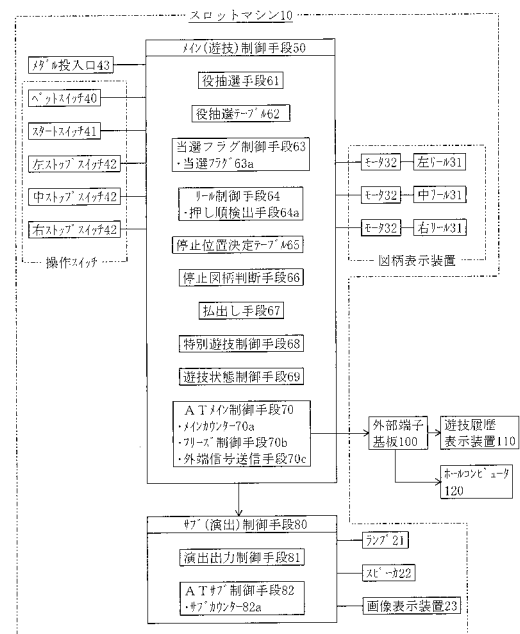 スロットマシン10
メイン(遊技)制御手段50
メダル投入口43
ベットスイッチ40
スタートスイッチ41
左ストップスイッチ42
中ストップスイッチ42
右ストップスイッチ42
操作スイッチ
役抽選手段61
役抽選テーブル62
当選フラグ制御手段63
・当選フラグ63a
リール制御手段64
・押し順検出手段64a
停止位置決定テーブル65
停止図柄判断手段66
払出し手段67
特別遊技制御手段68
遊技状態制御手段69
ATメイン制御手段70
・メインカウンター70a
・フリーズ制御手段70b
・外端信号送信手段70c
モータ32
左リール31
モータ32
中リール31
モータ32
右リール31
図柄表示装置
外部端子
基板100
遊技履歴
表示装置110
ホールコンピュータ
120
サブ(演出)制御手段80
演出出力制御手段81
ATサブ制御手段82
・サブカウンター82a
ランプ21
スピーカ22
画像表示装置23